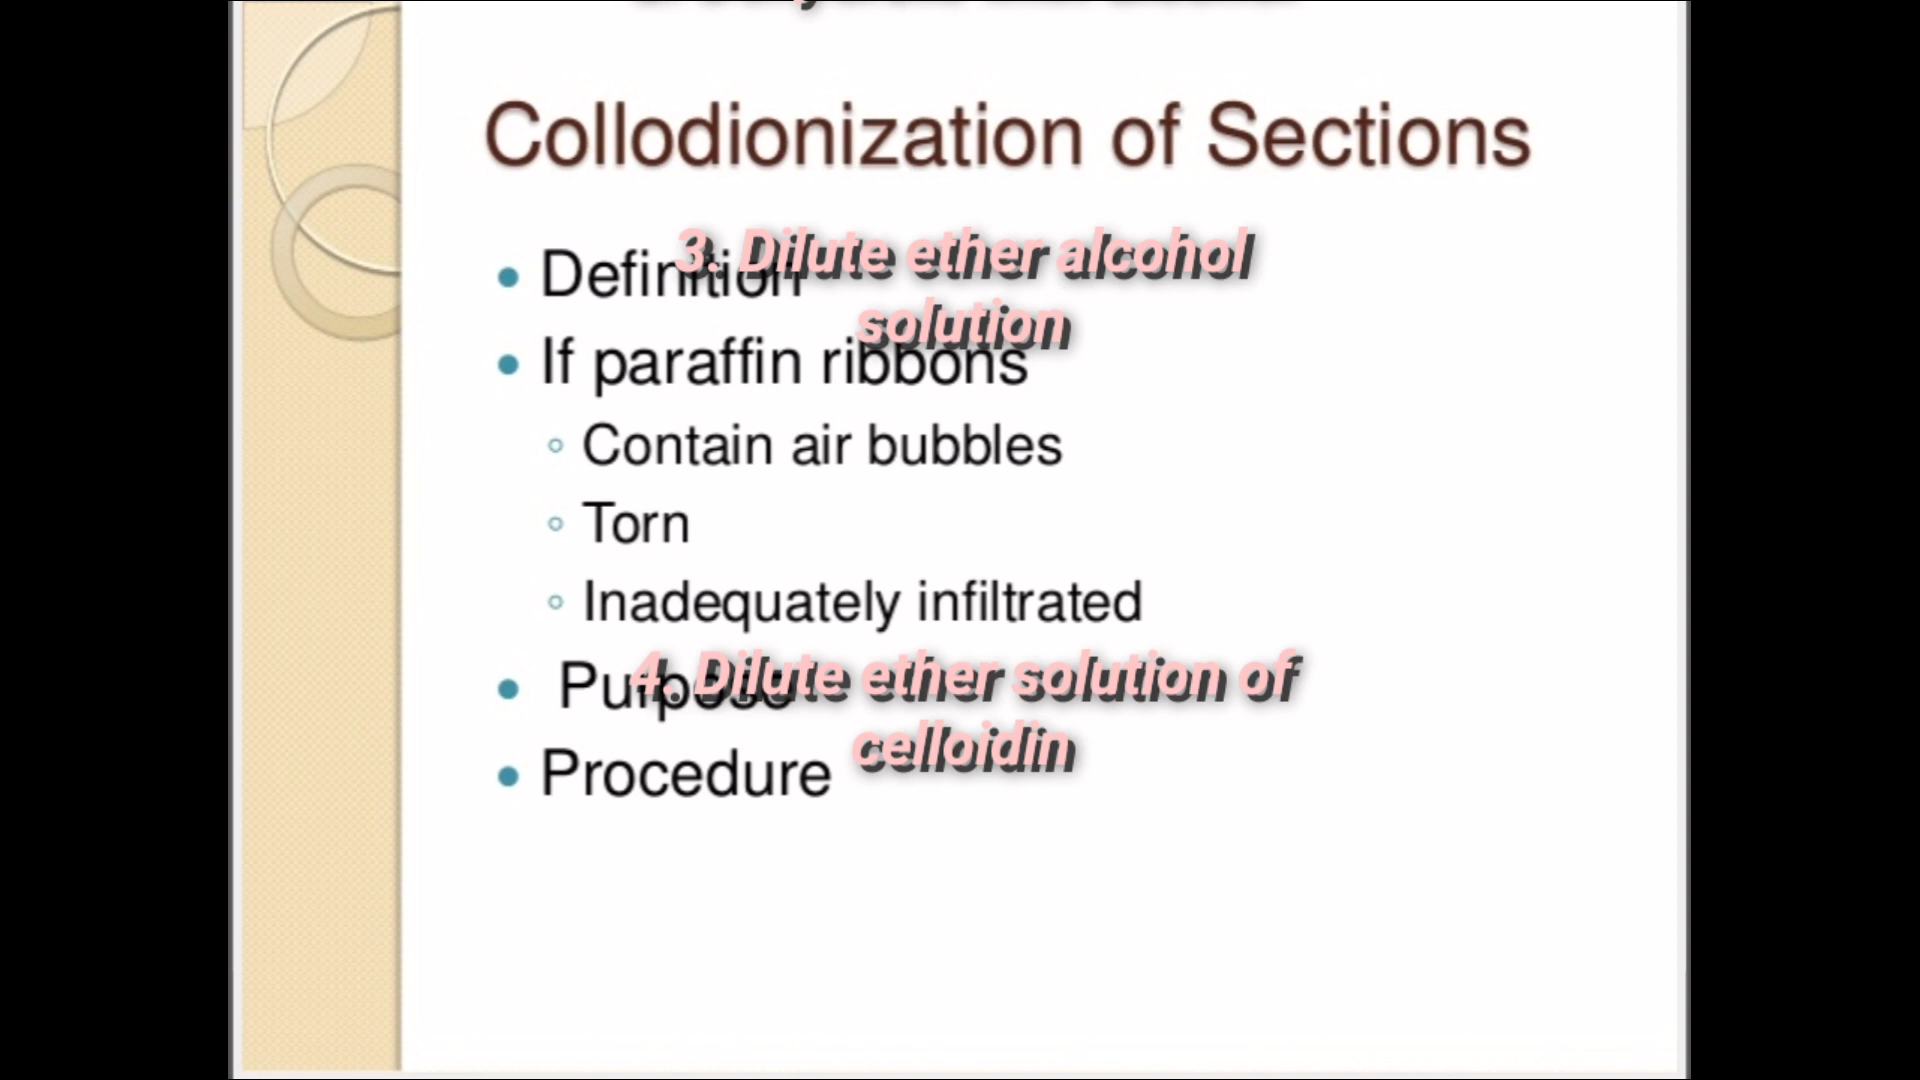 Collodionization of Sections
• Definition
3. Dilute ether alcohol
solution
• If paraffin ribbons
◦ Contain air bubbles
◦ Torn
◦ Inadequately infiltrated
• Purpose
4. Dilute ether solution of
celloidin
• Procedure